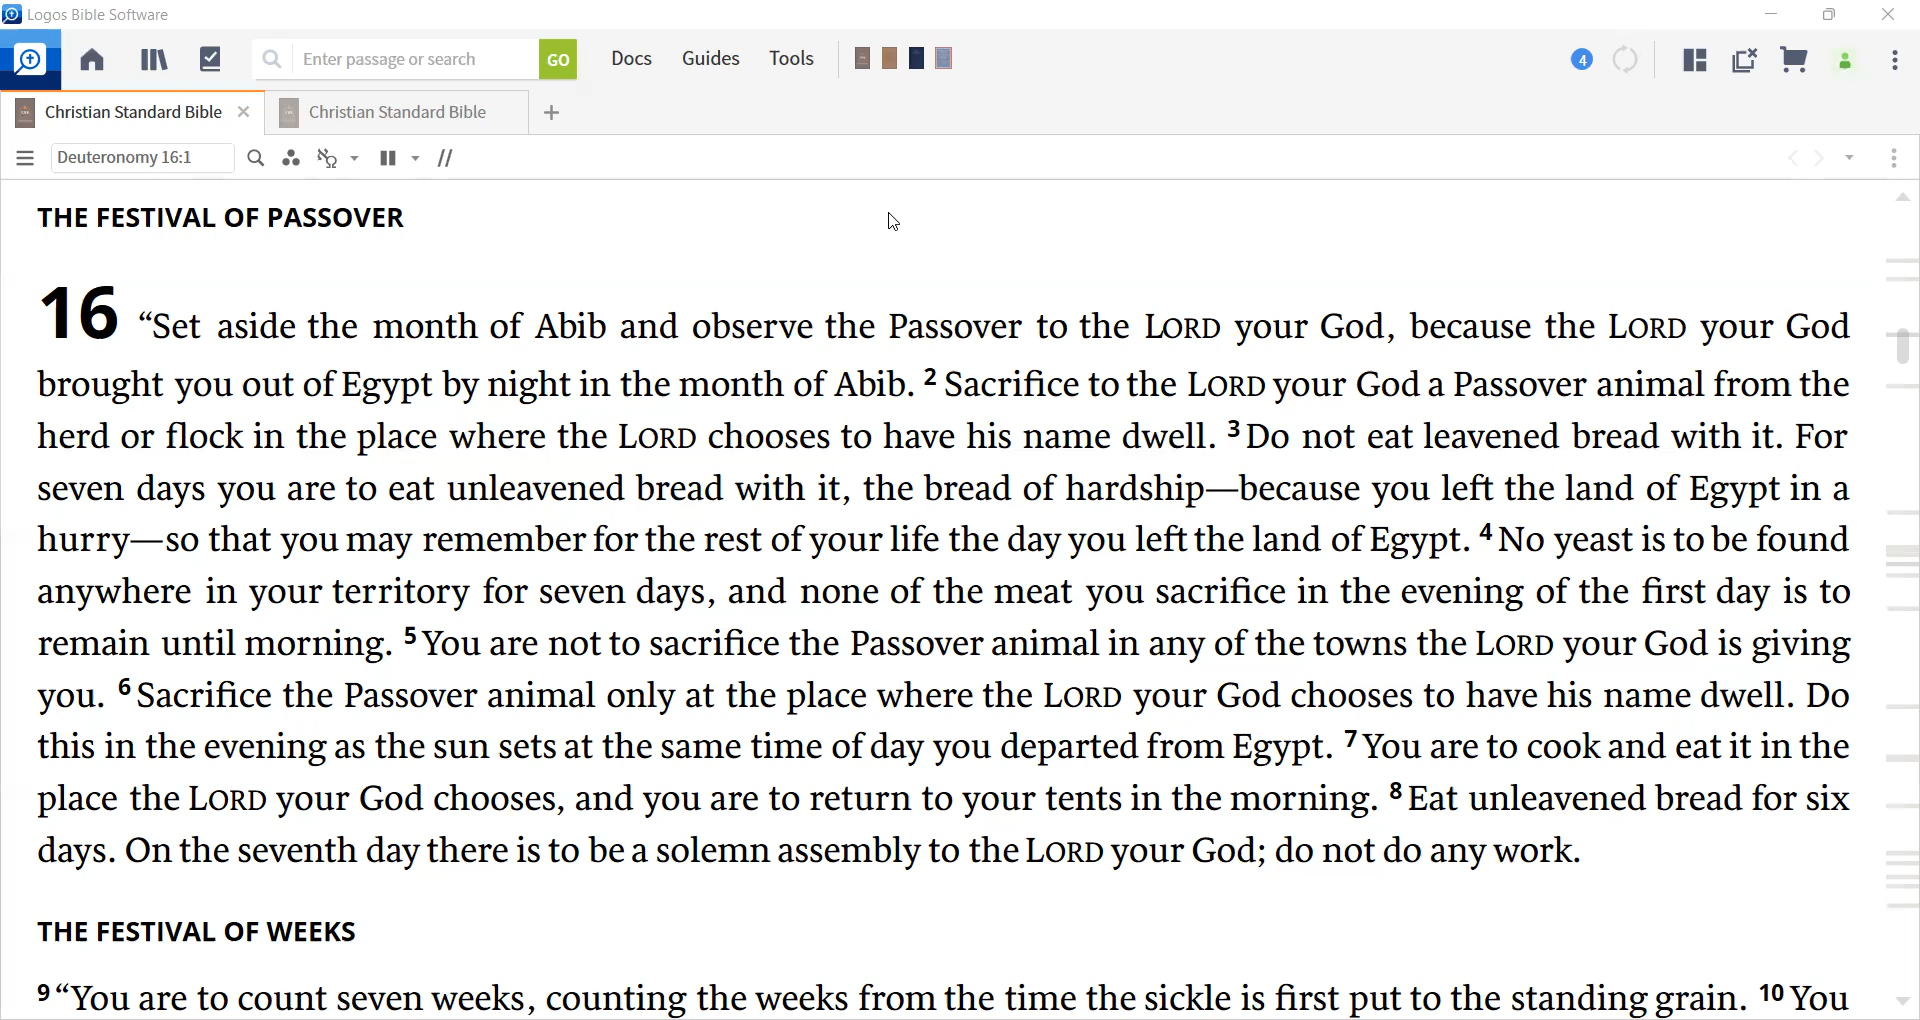 Logos Bible Software
Enter passage or search GO Docs Guides Tools 4
Christian Standard Bible Christian Standard Bible
Deuteronomy 16:1
THE FESTIVAL OF PASSOVER
16 “Set aside the month of Abib and observe the Passover to the LORD your God, because the LORD your God
brought you out of Egypt by night in the month of Abib. 2 Sacrifice to the LORD your God a Passover animal from the
herd or flock in the place where the LORD chooses to have his name dwell. 3 Do not eat leavened bread with it. For
seven days you are to eat unleavened bread with it, the bread of hardship—because you left the land of Egypt in a
hurry—so that you may remember for the rest of your life the day you left the land of Egypt. 4 No yeast is to be found
anywhere in your territory for seven days, and none of the meat you sacrifice in the evening of the first day is to
remain until morning. 5 You are not to sacrifice the Passover animal in any of the towns the LORD your God is giving
you. 6 Sacrifice the Passover animal only at the place where the LORD your God chooses to have his name dwell. Do
this in the evening as the sun sets at the same time of day you departed from Egypt. 7 You are to cook and eat it in the
place the LORD your God chooses, and you are to return to your tents in the morning. 8 Eat unleavened bread for six
days. On the seventh day there is to be a solemn assembly to the LORD your God; do not do any work.
THE FESTIVAL OF WEEKS
9 “You are to count seven weeks, counting the weeks from the time the sickle is first put to the standing grain. 10 You